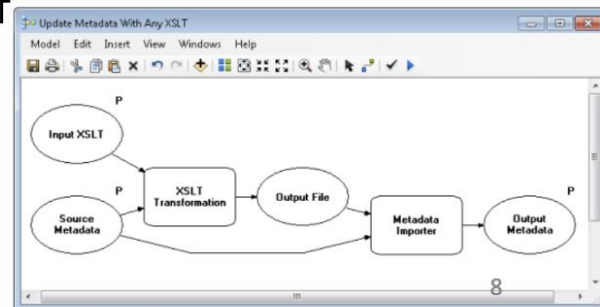 T
Update Metadata With Any XSLT
Model Edit Insert View Windows Help
P
Input XSLT
P
Source
Metadata
XSLT
Transformation
Output File
Metadata
Importer
P
Output
Metadata
8